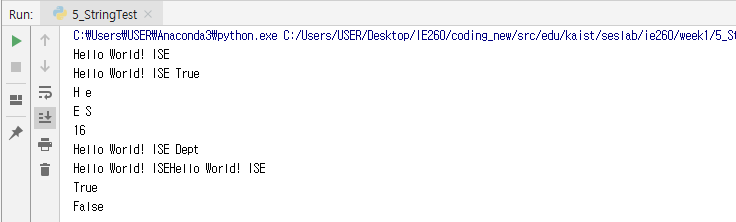 Run: 5_StringTest
C:₩Users₩USER₩Anaconda3₩python.exe C:/Users/USER/Desktop/IE260/coding_new/src/edu/kaist/seslab/ie260/week1/5_St
Hello World! ISE
Hello World! ISE True
H e
E S
16
Hello World! ISE Dept
Hello World! ISEHello World! ISE
True
False